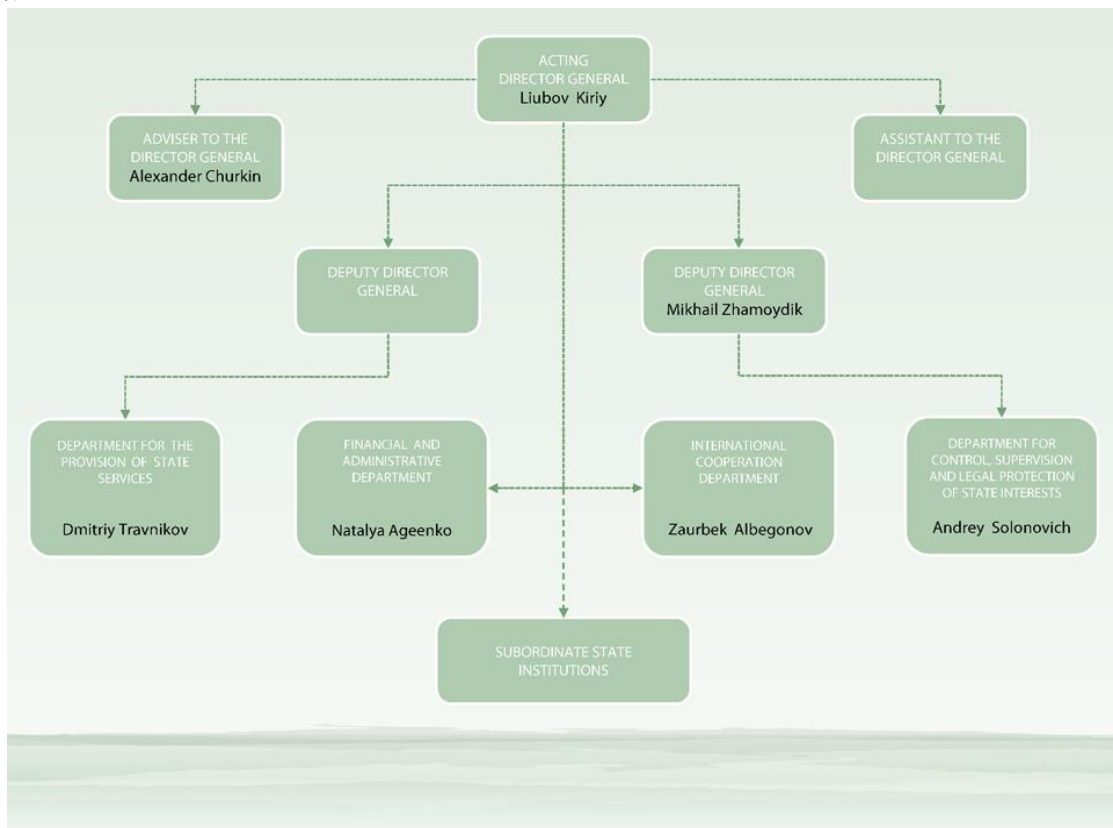 ACTING
DIRECTOR GENERAL
Liubov Kiriy
ADVISER TO THE
DIRECTOR GENERAL
Alexander Churkin
ASSISTANT TO THE
DIRECTOR GENERAL
DEPUTY DIRECTOR
GENERAL
DEPUTY DIRECTOR
GENERAL
Mikhail Zhamoydik
DEPARTMENT FOR THE
PROVISION OF STATE
SERVICES
Dmitriy Travnikov
FINANCIAL AND
ADMINISTRATIVE
DEPARTMENT
Natalya Ageenko
INTERNATIONAL
COOPERATION
DEPARTMENT
Zaurbek Albegonov
DEPARTMENT FOR
CONTROL, SUPERVISION
AND LEGAL PROTECTION
OF STATE INTERESTS
Andrey Solonovich
SUBORDINATE STATE
INSTITUTIONS